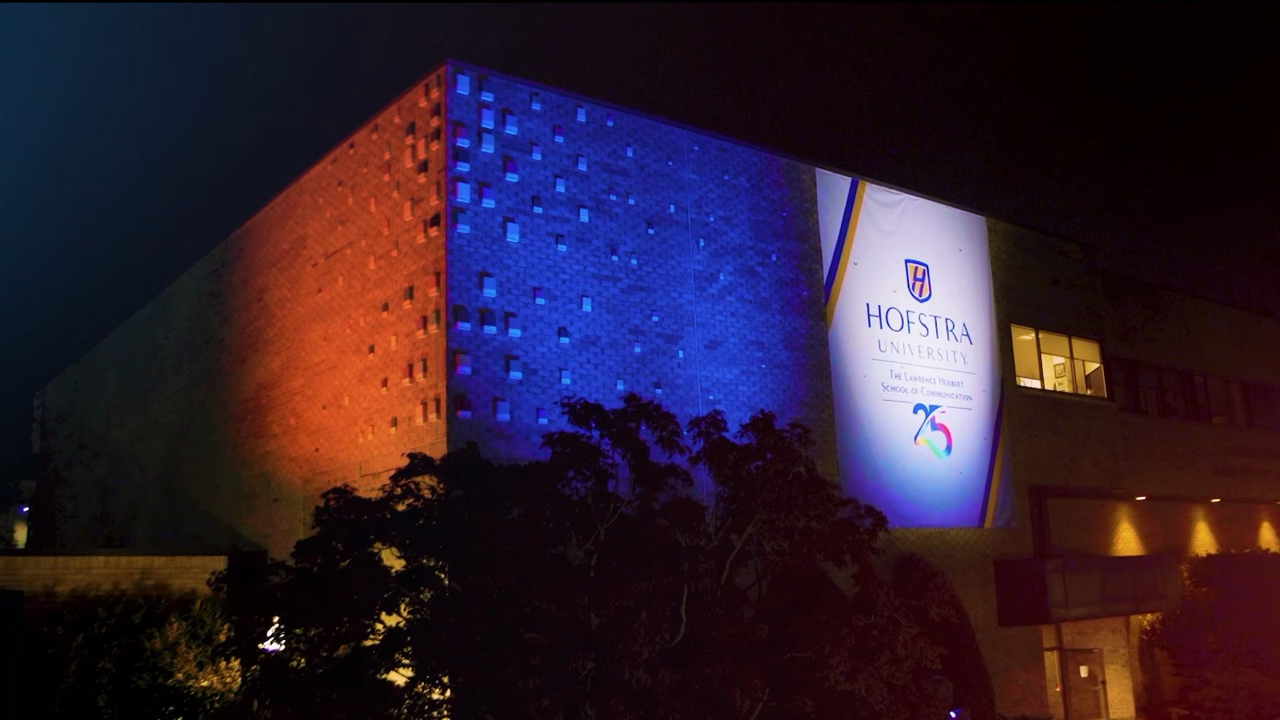 H
HOFSTRA
UNIVERSITY
THE LAWRENCE HERBERT
SCHOOL OF COMMUNICATION
25